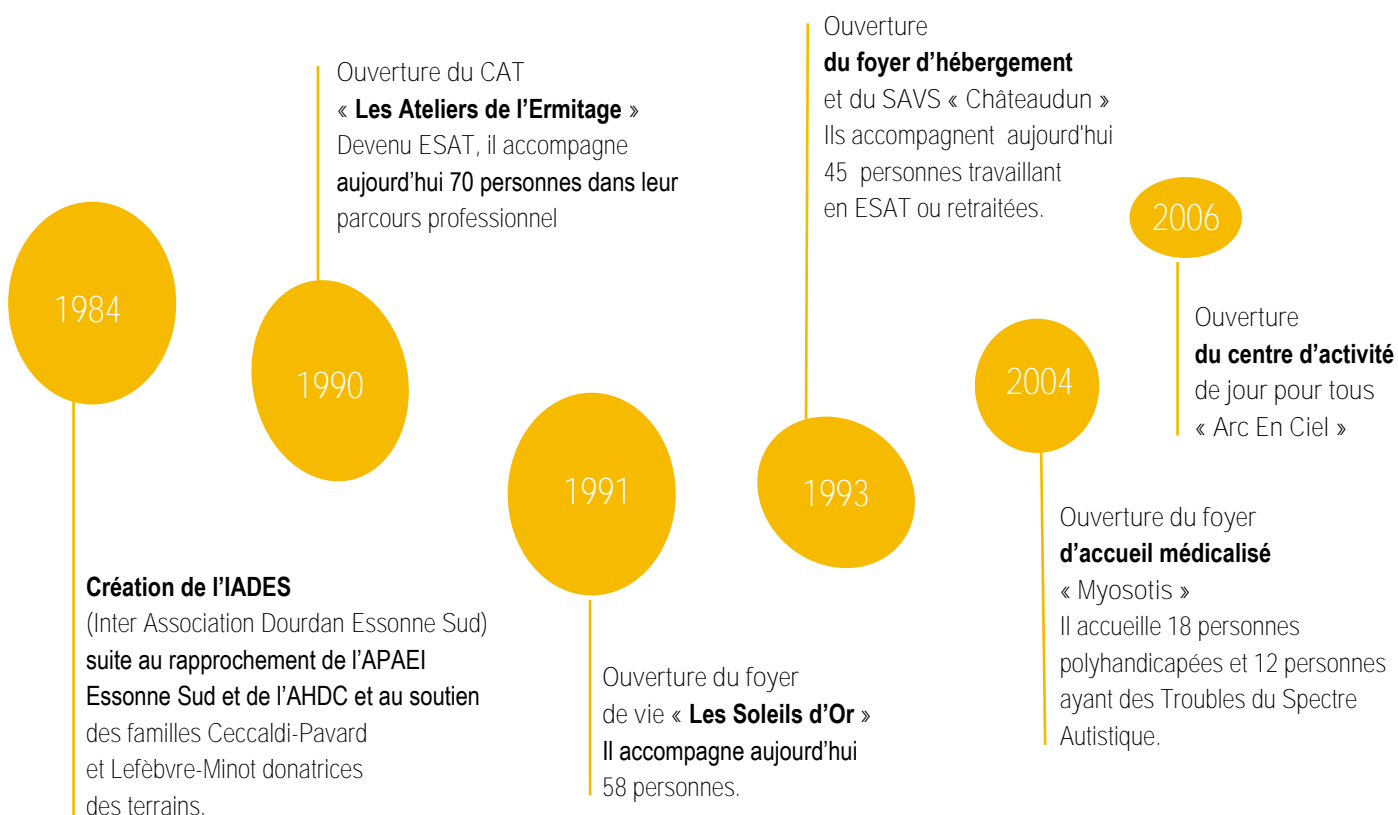 1984
Création de l’IADES
(Inter Association Dourdan Essonne Sud)
suite au rapprochement de l’APAEI
Essonne Sud et de l’AHDC et au soutien
des familles Ceccaldi-Pavard
et Lefèbvre-Minot donatrices
des terrains.
Ouverture du CAT
« Les Ateliers de l’Ermitage »
Devenu ESAT, il accompagne
aujourd’hui 70 personnes dans leur
parcours professionnel
1990
1991
Ouverture du foyer
de vie « Les Soleils d’Or »
Il accompagne aujourd’hui
58 personnes.
Ouverture
du foyer d’hébergement
et du SAVS « Châteaudun »
Ils accompagnent aujourd'hui
45 personnes travaillant
en ESAT ou retraitées.
1993
2004
Ouverture du foyer
d’accueil médicalisé
« Myosotis »
Il accueille 18 personnes
polyhandicapées et 12 personnes
ayant des Troubles du Spectre
Autistique.
2006
Ouverture
du centre d’activité
de jour pour tous
« Arc En Ciel »